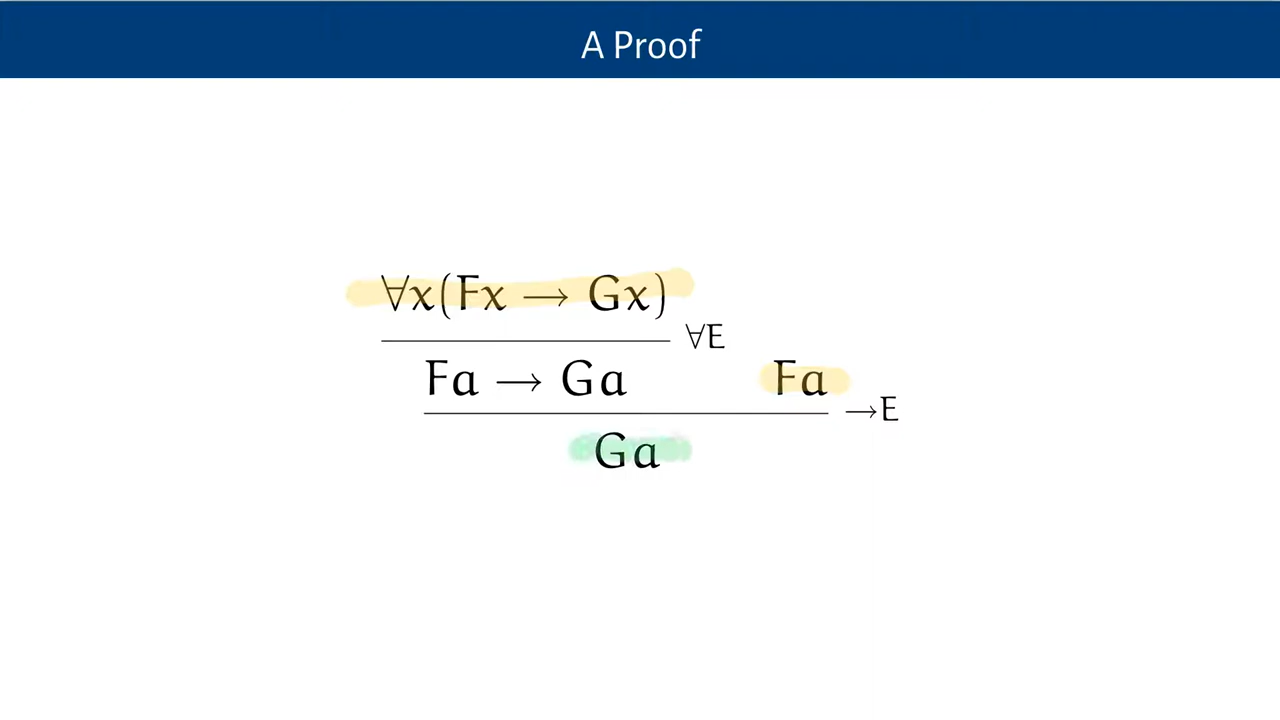 A Proof
∀x(Fx → Gx)
∀E
Fa → Ga Fa
→E
Ga